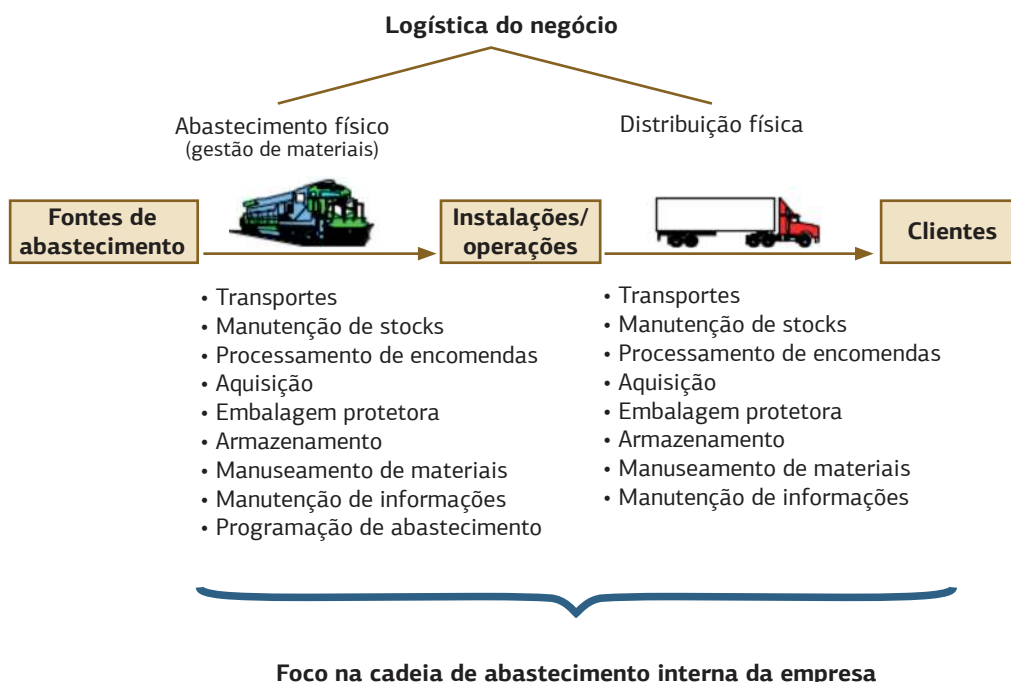 Logística do negócio
Abastecimento físico
(gestão de materiais)
Distribuição física
Fontes de
abastecimento
Instalações/
operações
Clientes
• Transportes
• Manutenção de stocks
• Processamento de encomendas
• Aquisição
• Embalagem protetora
• Armazenamento
• Manuseamento de materiais
• Manutenção de informações
• Programação de abastecimento
• Transportes
• Manutenção de stocks
• Processamento de encomendas
• Aquisição
• Embalagem protetora
• Armazenamento
• Manuseamento de materiais
• Manutenção de informações
Foco na cadeia de abastecimento interna da empresa